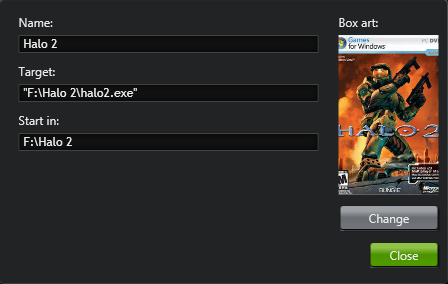 Name:
Halo 2
Target:
"F:\Halo 2\halo2.exe"
Start in:
F:\Halo 2
Box art:
Games
for Windows
PC DVD
HALO 2
BUNGIE
Microsoft
Change
Close